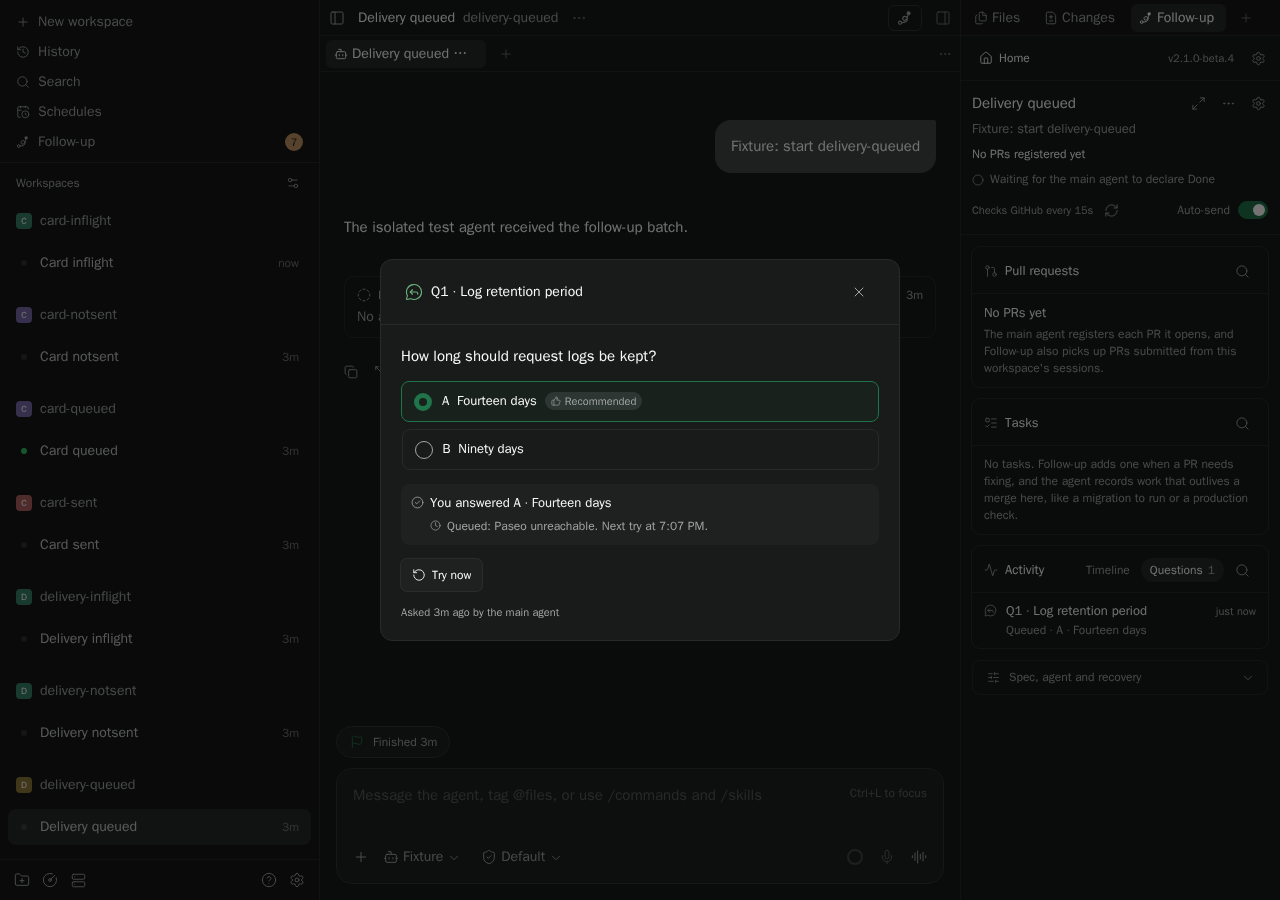 New workspace
History
Search
Schedules
Follow-up 7
Workspaces
C card-inflight
Card inflight now
C card-notsent
Card notsent 3m
C card-queued
Card queued 3m
C card-sent
Card sent 3m
D delivery-inflight
Delivery inflight 3m
D delivery-notsent
Delivery notsent 3m
D delivery-queued
Delivery queued 3m
Delivery queued delivery-queued
Delivery queued
Fixture: start delivery-queued
The isolated test agent received the follow-up batch.
3m
No
Q1 · Log retention period
How long should request logs be kept?
A Fourteen days Recommended
B Ninety days
You answered A · Fourteen days
Queued: Paseo unreachable. Next try at 7:07 PM.
Try now
Asked 3m ago by the main agent
Finished 3m
Message the agent, tag @files, or use /commands and /skills Ctrl+L to focus
Fixture Default
Files Changes Follow-up
Home v2.1.0-beta.4
Delivery queued
Fixture: start delivery-queued
No PRs registered yet
Waiting for the main agent to declare Done
Checks GitHub every 15s Auto-send
Pull requests
No PRs yet
The main agent registers each PR it opens, and
Follow-up also picks up PRs submitted from this
workspace's sessions.
Tasks
No tasks. Follow-up adds one when a PR needs
fixing, and the agent records work that outlives a
merge here, like a migration to run or a production
check.
Activity Timeline Questions 1
Q1 · Log retention period just now
Queued · A · Fourteen days
Spec, agent and recovery